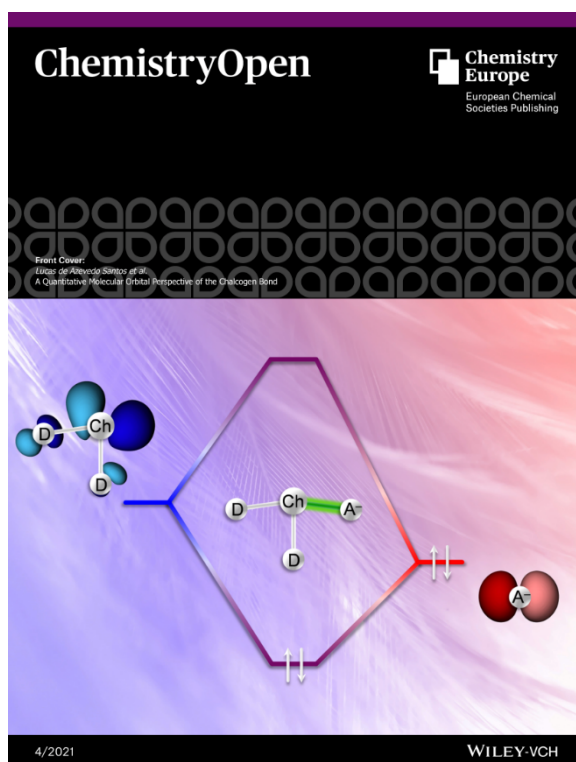 ChemistryOpen
Chemistry
Europe
European Chemical
Societies Publishing
Front Cover:
Lucas de Azevedo Santos et al.
A Quantitative Molecular Orbital Perspective of the Chalcogen Bond
D
Ch
D
D
Ch
A⁻
D
A⁻
4/2021
WILEY-VCH